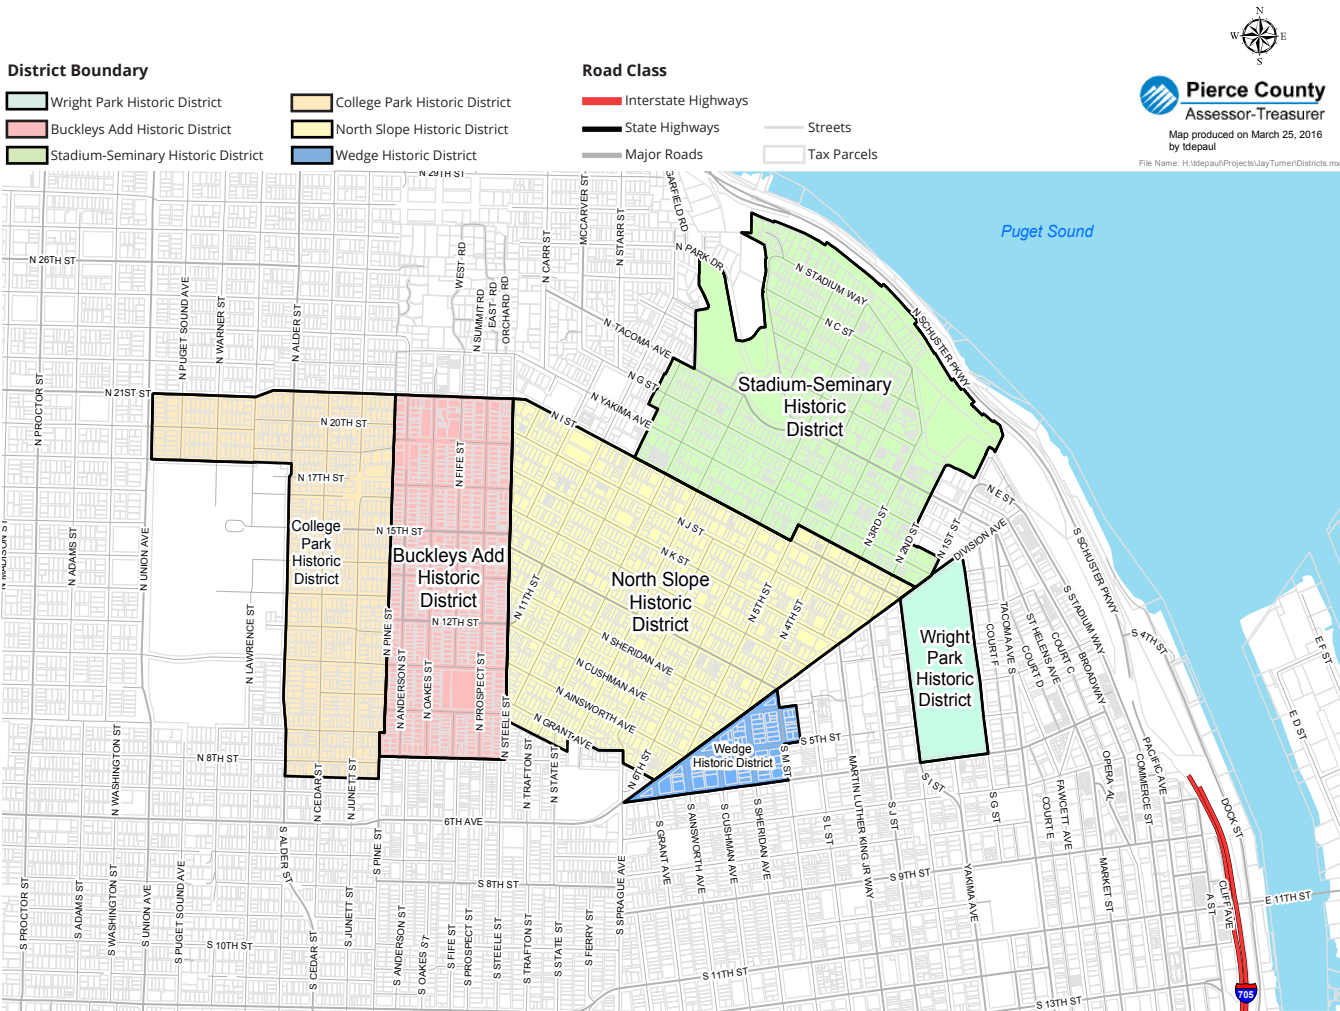 N
W E
S
District Boundary
Wright Park Historic District
Buckleys Add Historic District
Stadium-Seminary Historic District
College Park Historic District
North Slope Historic District
Wedge Historic District
Road Class
Interstate Highways
State Highways
Major Roads
Streets
Tax Parcels
Pierce County
Assessor-Treasurer
Map produced on March 25, 2016
by tdepaul
File Name: H:\tdepaul\Projects\JayTurner\Districts.mx
Puget Sound
N 29TH ST
GARFIELD RD
MCCARVER ST
N STARR ST
N CARR ST
N PARK DR
N 26TH ST
WEST RD
N SUMMIT RD
EAST RD
ORCHARD RD
N PUGET SOUND AVE
N WARNER ST
N ALDER ST
N STADIUM WAY
N C ST
N SCHUSTER PKWY
N TACOMA AVE
N G ST
N YAKIMA AVE
N I ST
N PROCTOR ST
N 21ST ST
N 20TH ST
N FIFE ST
Stadium-Seminary
Historic
District
N 17TH ST
N 15TH ST
College
Park
Historic
District
Buckleys Add
Historic
District
N 12TH ST
N 11TH ST
North Slope
Historic
District
N J ST
N K ST
N 5TH ST
N 4TH ST
N 3RD ST
N 2ND ST
N 1ST ST
N E ST
DIVISION AVE
S SCHUSTER PKWY
N MADISON ST
N ADAMS ST
N UNION AVE
N LAWRENCE ST
N PINE ST
N ANDERSON ST
N OAKES ST
N PROSPECT ST
N STEELE ST
N SHERIDAN AVE
N CUSHMAN AVE
N AINSWORTH AVE
N GRANT AVE
N 6TH ST
Wright
Park
Historic
District
COURT F
TACOMA AVE S
ST HELENS AVE
COURT D
COURT C
BROADWAY
S STADIUM WAY
S 4TH ST
E F ST
E D ST
Wedge
Historic District
S M ST
S 5TH ST
N 8TH ST
N WASHINGTON ST
N CEDAR ST
N JUNETT ST
N TRAFTON ST
N STATE ST
6TH AVE
S ALDER ST
S PINE ST
S GRANT AVE
S AINSWORTH AVE
S CUSHMAN AVE
S SHERIDAN AVE
S L ST
MARTIN LUTHER KING JR WAY
S J ST
S I ST
S G ST
YAKIMA AVE
COURT E
FAWCETT AVE
OPERA AL
MARKET ST
COMMERCE ST
PACIFIC AVE
DOCK ST
CLIFF AVE
A ST
E 11TH ST
S 8TH ST
S 9TH ST
S PROCTOR ST
S ADAMS ST
S WASHINGTON ST
S UNION AVE
S PUGET SOUND AVE
S 10TH ST
S CEDAR ST
S JUNETT ST
S ANDERSON ST
S OAKES ST
S FIFE ST
S PROSPECT ST
S STEELE ST
S TRAFTON ST
S STATE ST
S FERRY ST
S SPRAGUE AVE
S 11TH ST
S 13TH ST
705